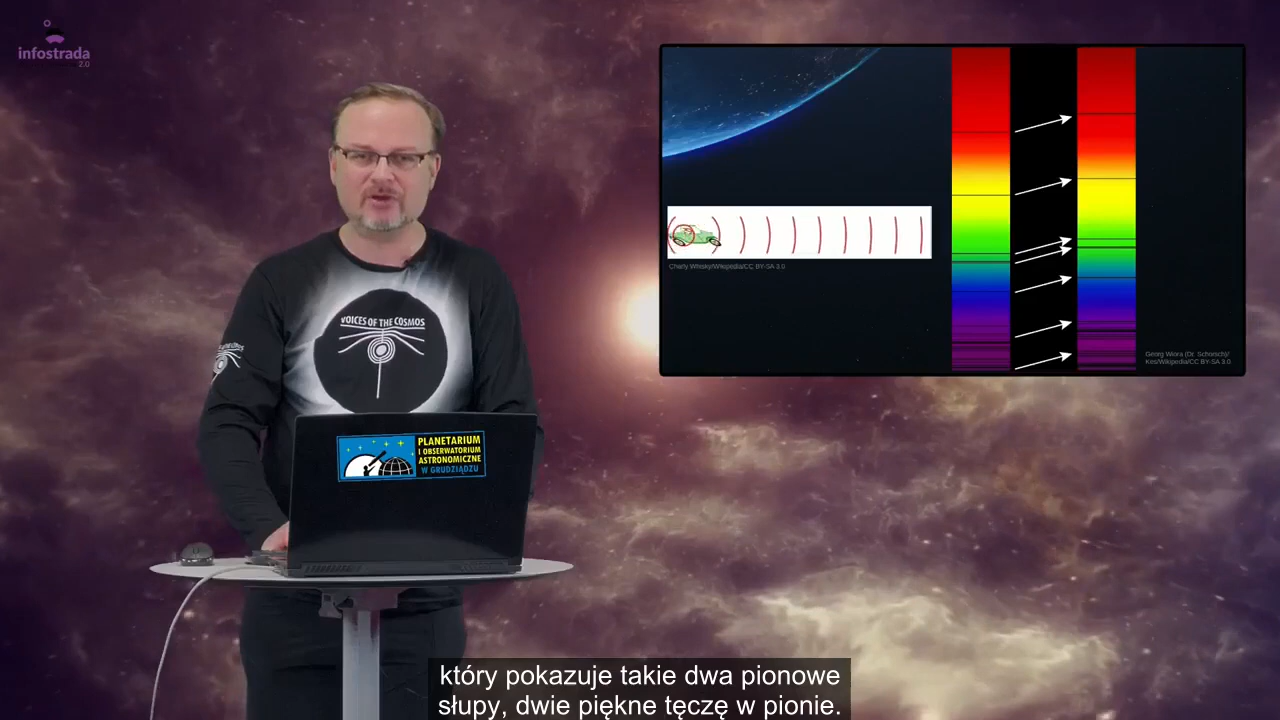 infostrada
2.0
Charly Whisky/Wikipedia/CC BY-SA 3.0
Georg Wiora (Dr. Schorsch)/
Kes/Wikipedia/CC BY-SA 3.0
VOICES OF THE COSMOS
PLANETARIUM
I OBSERWATORIUM
ASTRONOMICZNE
W GRUDZIĄDZU
który pokazuje takie dwa pionowe
słupy, dwie piękne tęczę w pionie.